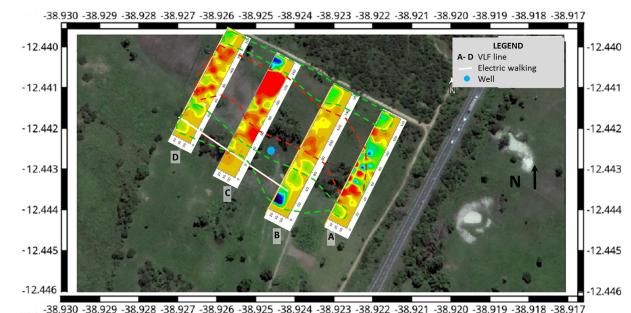 -38.930 -38.929 -38.928 -38.927 -38.926 -38.925 -38.924 -38.923 -38.922 -38.921 -38.920 -38.919 -38.918 -38.917
LEGEND
A- D VLF line
Electric walking
Well
N
-12.440 -12.440
-12.441 -12.441
-12.442 -12.442
-12.443 -12.443
-12.444 -12.444
-12.445 -12.445
-12.446 -12.446
D
C
B
A
N
-38.930 -38.929 -38.928 -38.927 -38.926 -38.925 -38.924 -38.923 -38.922 -38.921 -38.920 -38.919 -38.918 -38.917